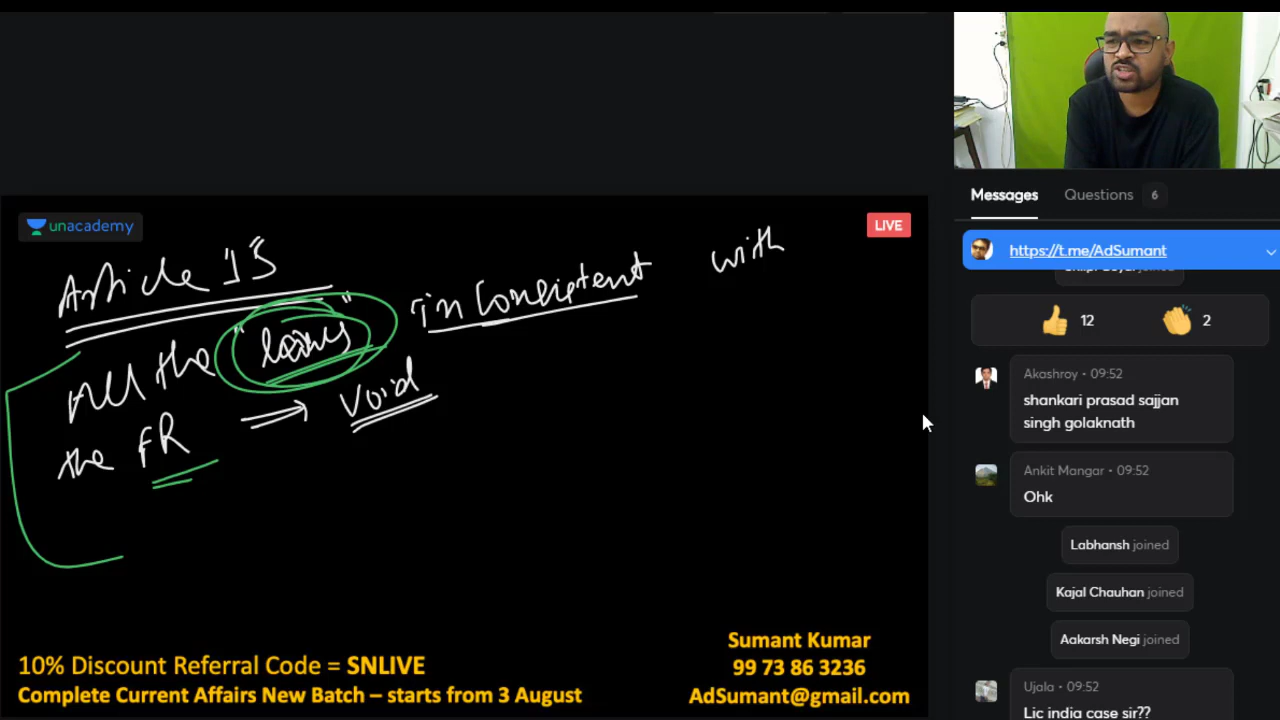 unacademy
LIVE
Article 13
All the "laws" inconsistent with
the FR ⇒ void
10% Discount Referral Code = SNLIVE
Complete Current Affairs New Batch – starts from 3 August
Sumant Kumar
99 73 86 3236
AdSumant@gmail.com
Messages Questions 6
https://t.me/AdSumant
joined
12 2
Akashroy • 09:52
shankari prasad sajjan
singh golaknath
Ankit Mangar • 09:52
Ohk
Labhansh joined
Kajal Chauhan joined
Aakarsh Negi joined
Ujala • 09:52
Lic india case sir??